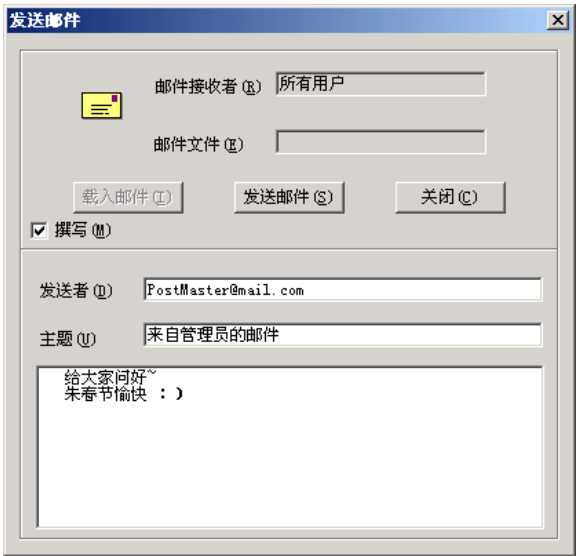 发送邮件
邮件接收者(R) 所有用户
邮件文件(E)
载入邮件(I) 发送邮件(S) 关闭(C)
撰写(M)
发送者(D) PostMaster@mail.com
主题(U) 来自管理员的邮件
给大家问好~
朱春节愉快 :)